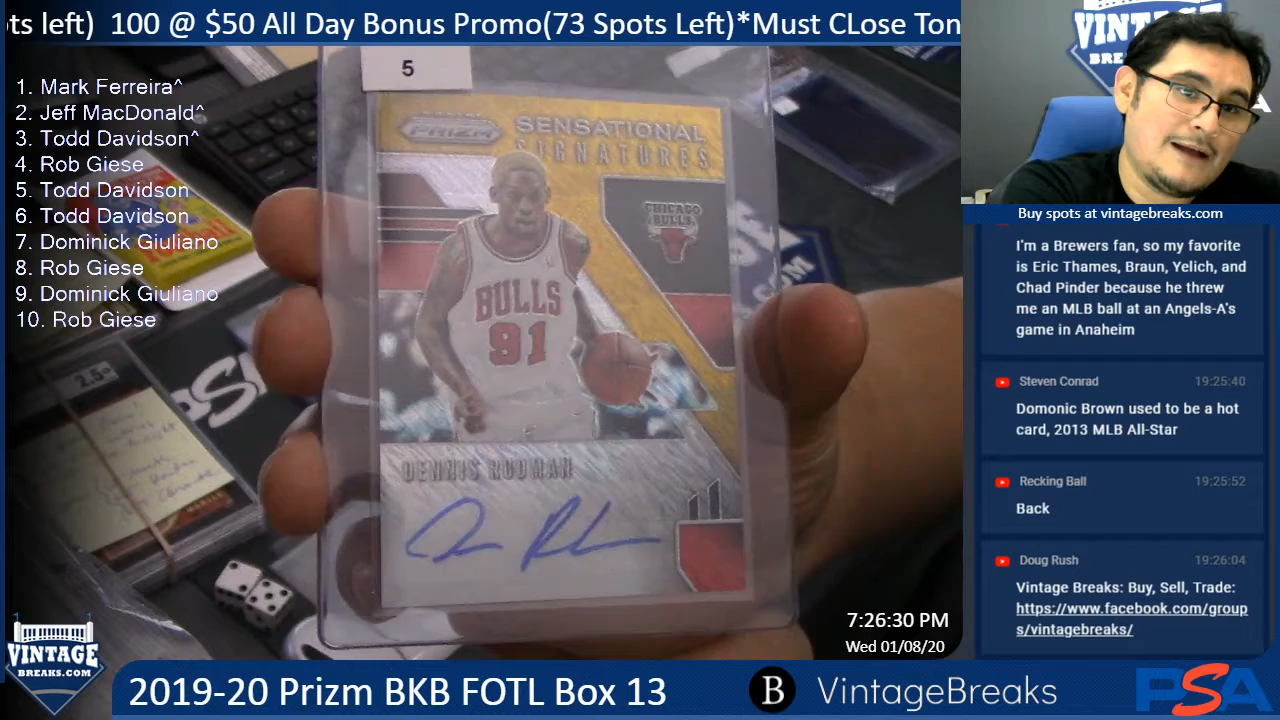 ts left)  100 @ $50 All Day Bonus Promo(73 Spots Left)*Must CLose Ton
1. Mark Ferreira^
2. Jeff MacDonald^
3. Todd Davidson^
4. Rob Giese
5. Todd Davidson
6. Todd Davidson
7. Dominick Giuliano
8. Rob Giese
9. Dominick Giuliano
10. Rob Giese
5
PRIZM
SENSATIONAL
SIGNATURES
CHICAGO
BULLS
BULLS
91
DENNIS RODMAN
2.5
PS
VINTAGE
BRE
A
Buy spots at vintagebreaks.com
I'm a Brewers fan, so my favorite
is Eric Thames, Braun, Yelich, and
Chad Pinder because he threw
me an MLB ball at an Angels-A's
game in Anaheim
Steven Conrad 19:25:40
Domonic Brown used to be a hot
card, 2013 MLB All-Star
Recking Ball 19:25:52
Back
Doug Rush 19:26:04
Vintage Breaks: Buy, Sell, Trade:
https://www.facebook.com/group
s/vintagebreaks/
7:26:30 PM
Wed 01/08/20
VINTAGE
BREAKS.COM
2019-20 Prizm BKB FOTL Box 13
B VintageBreaks
PSA